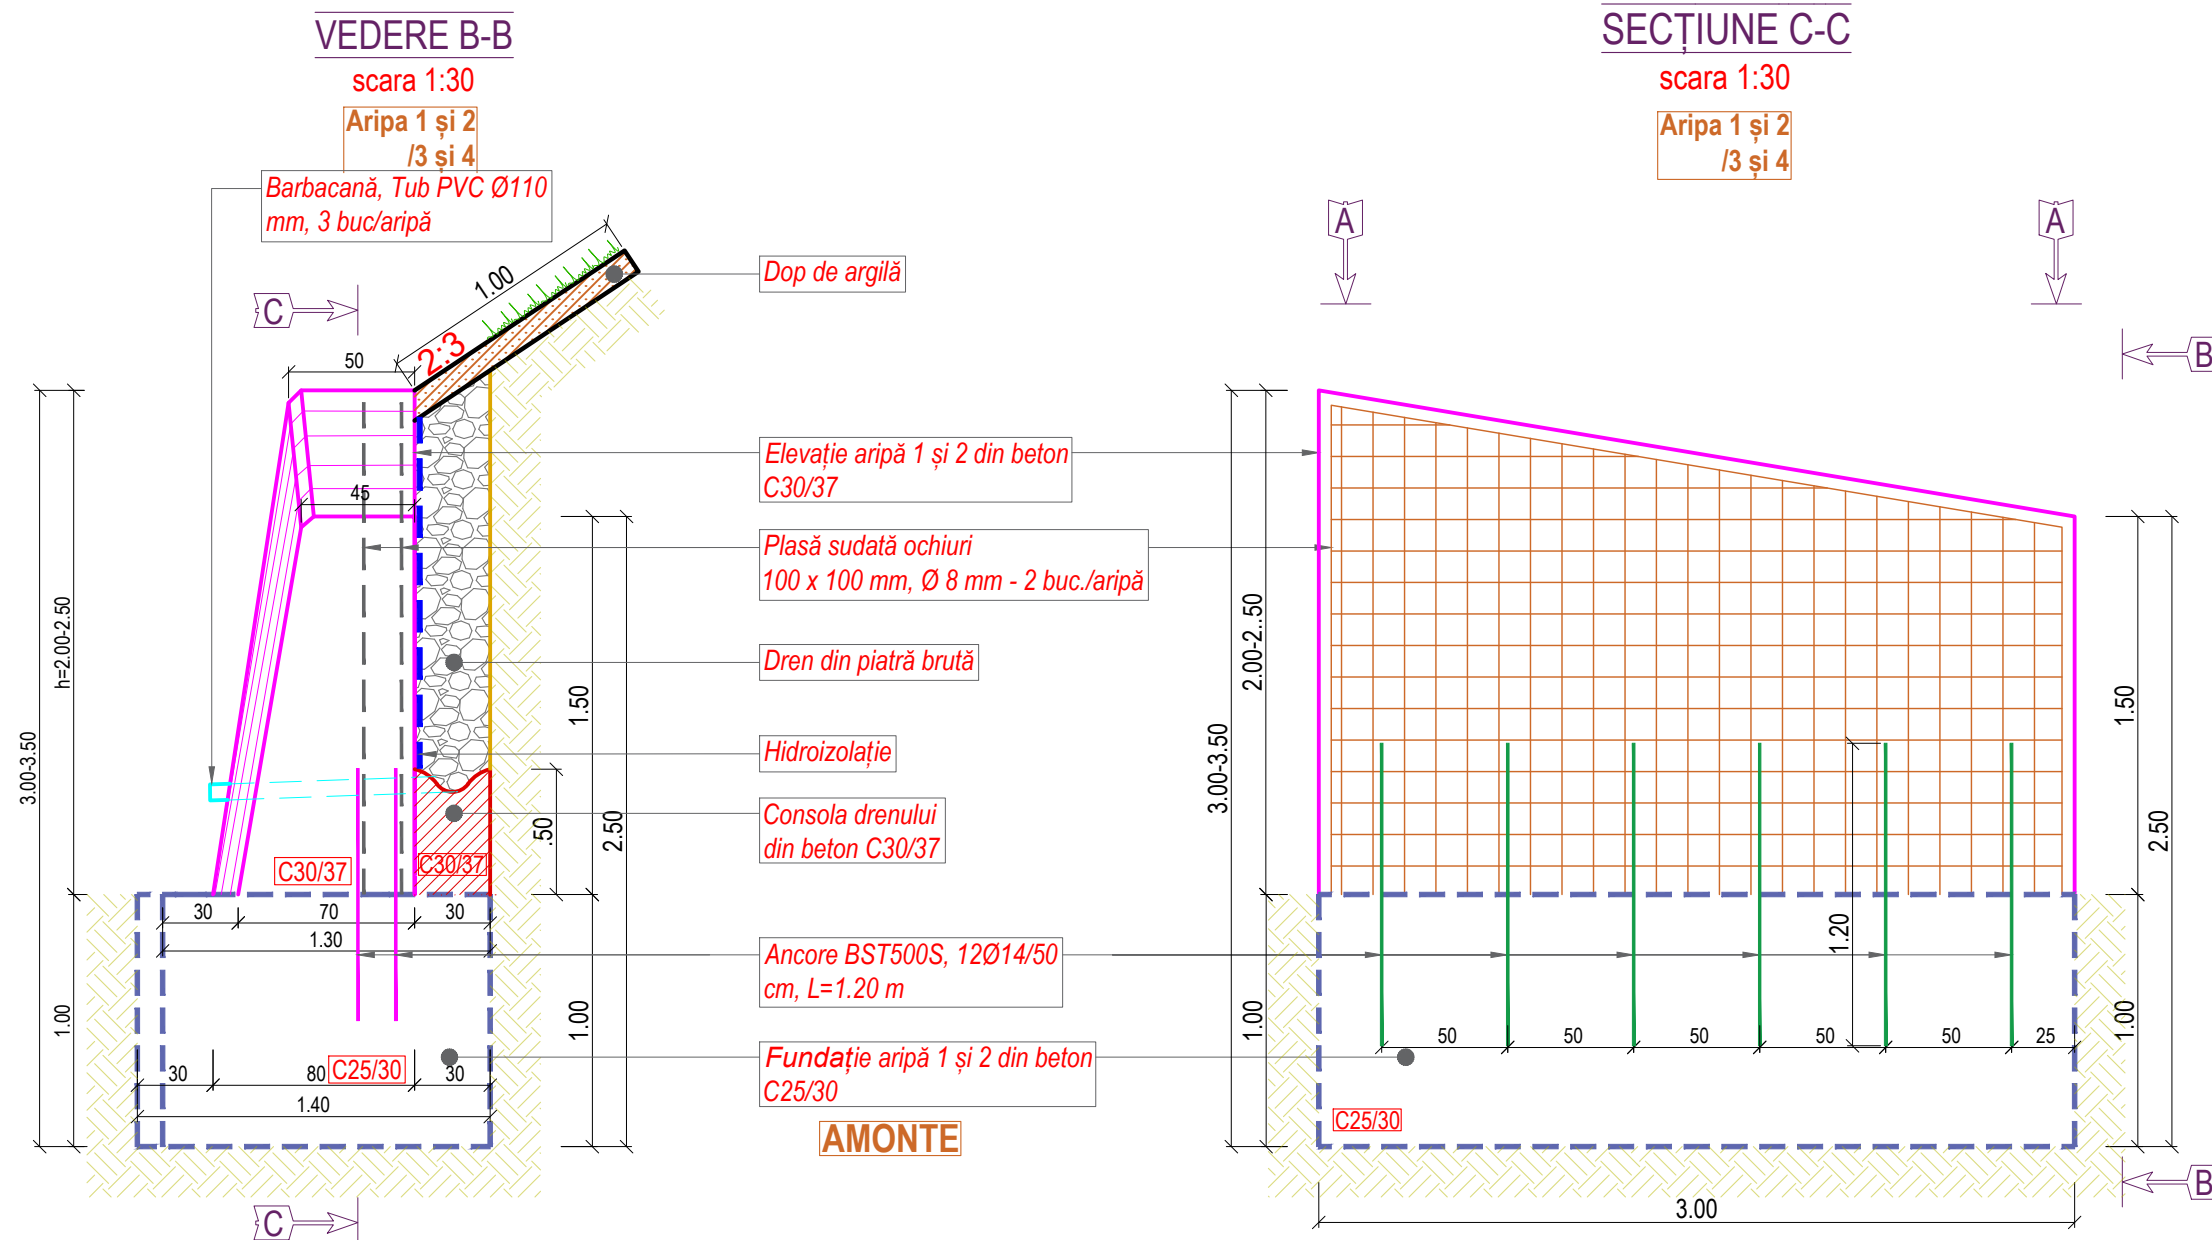 VEDERE B-B
scara 1:30
Aripa 1 și 2
/3 și 4
Barbacană, Tub PVC Ø110
mm, 3 buc/aripă
C
1.00
2:3
50
45
h=2.00-2.50
3.00-3.50
1.00
1.50
2.50
.50
1.00
C30/37
C30/37
30
70
30
1.30
30
80
C25/30
30
1.40
C
Dop de argilă
Elevație aripă 1 și 2 din beton
C30/37
Plasă sudată ochiuri
100 x 100 mm, Ø 8 mm - 2 buc./aripă
Dren din piatră brută
Hidroizolație
Consola drenului
din beton C30/37
Ancore BST500S, 12Ø14/50
cm, L=1.20 m
Fundație aripă 1 și 2 din beton
C25/30
AMONTE
SECȚIUNE C-C
scara 1:30
Aripa 1 și 2
/3 și 4
A
A
B
2.00-2..50
3.00-3.50
1.00
1.50
2.50
1.00
1.20
50
50
50
50
50
25
C25/30
3.00
B